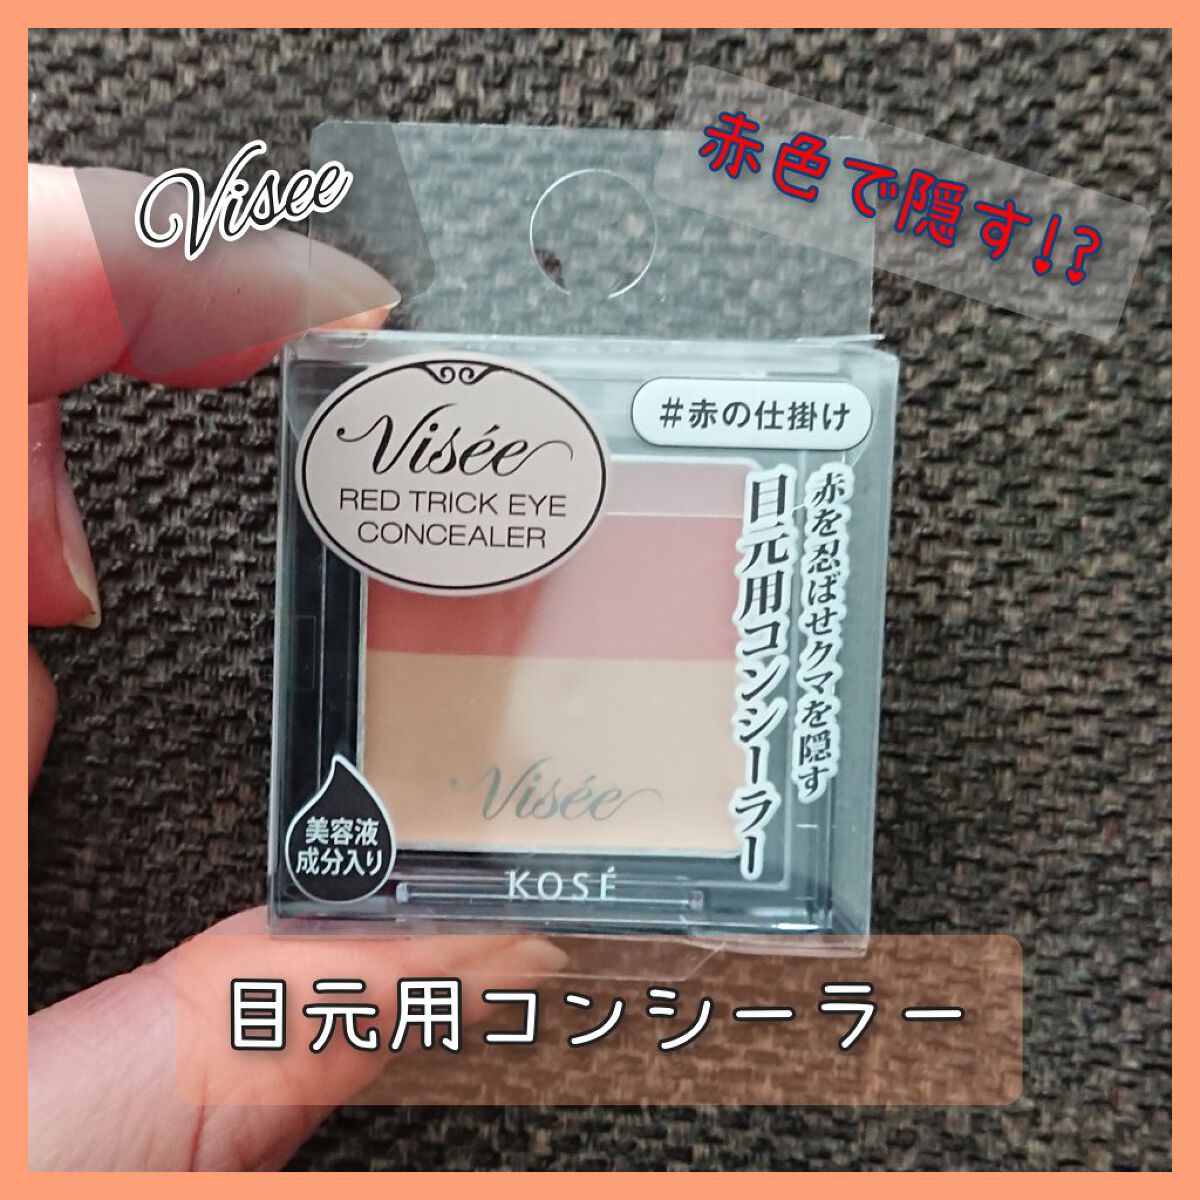 Visee
赤色で隠す!?
Visée
RED TRICK EYE
CONCEALER
#赤の仕掛け
赤を忍ばせクマを隠す
目元用コンシーラー
Visée
美容液
成分入り
KOSÉ
目元用コンシーラー